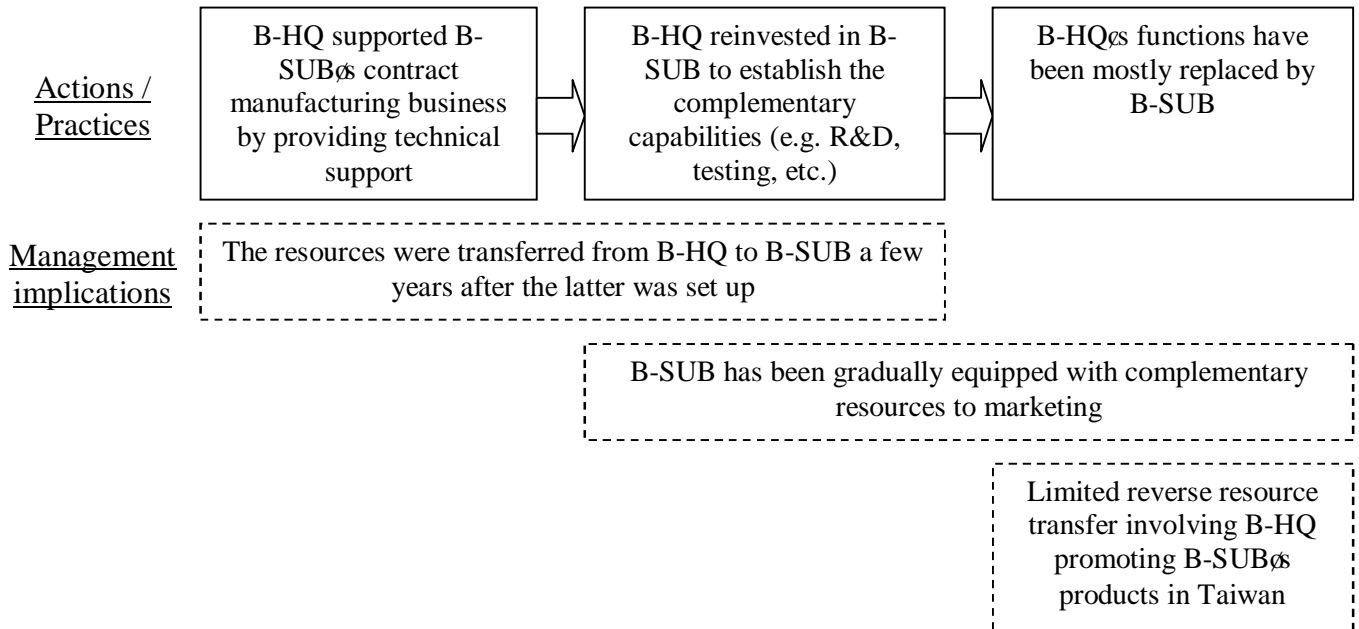 Actions /
Practices
B-HQ supported B-
SUBøs contract
manufacturing business
by providing technical
support
B-HQ reinvested in B-
SUB to establish the
complementary
capabilities (e.g. R&D,
testing, etc.)
B-HQøs functions have
been mostly replaced by
B-SUB
Management
implications
The resources were transferred from B-HQ to B-SUB a few
years after the latter was set up
B-SUB has been gradually equipped with complementary
resources to marketing
Limited reverse resource
transfer involving B-HQ
promoting B-SUBøs
products in Taiwan